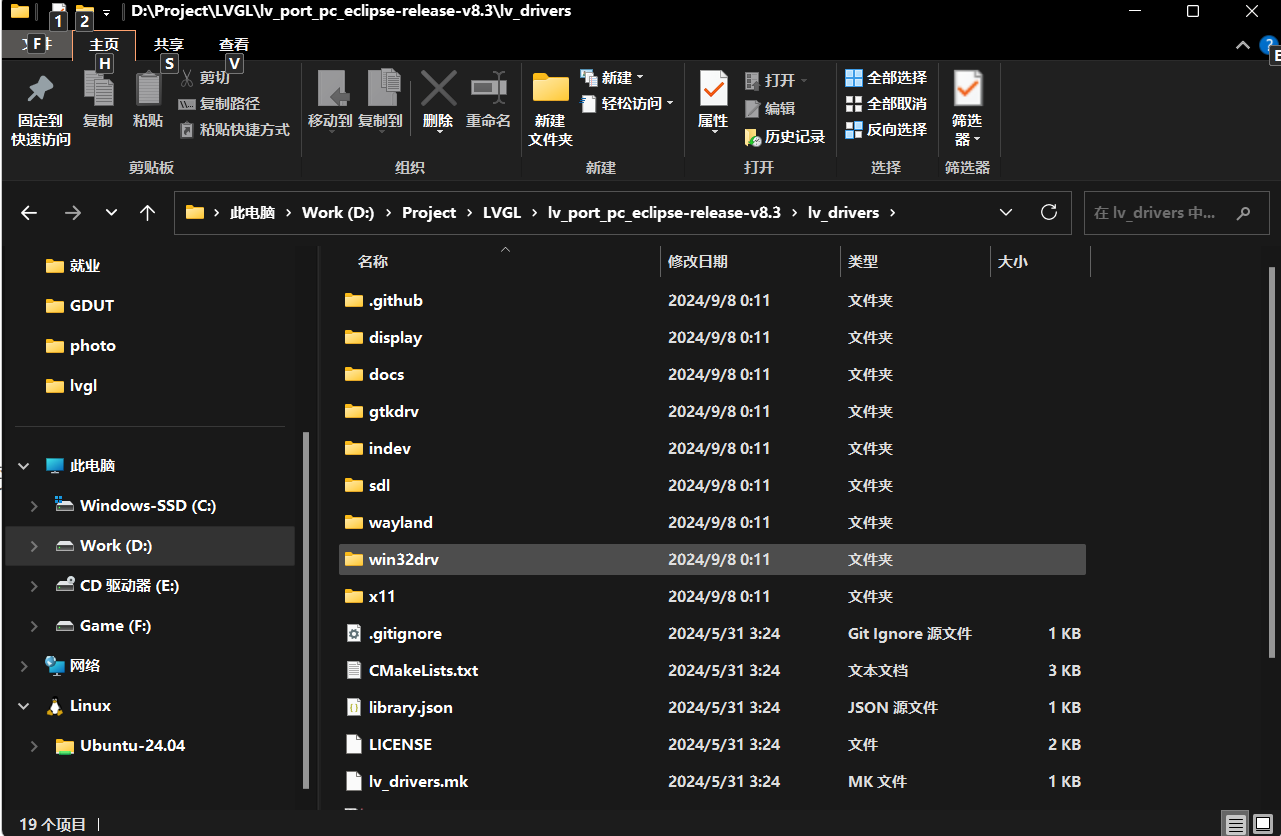 D:\Project\LVGL\lv_port_pc_eclipse-release-v8.3\lv_drivers
1 2
F 主页 共享 查看
H S V
固定到
快速访问
复制
粘贴
剪切
复制路径
粘贴快捷方式
剪贴板
移动到 复制到
删除 重命名
组织
新建
文件夹
新建
轻松访问
新建
属性
打开
编辑
历史记录
打开
全部选择
全部取消
反向选择
选择
筛选
器
筛选器
此电脑 Work (D:) Project LVGL lv_port_pc_eclipse-release-v8.3 lv_drivers
在 lv_drivers 中...
就业
GDUT
photo
lvgl
此电脑
Windows-SSD (C:)
Work (D:)
CD 驱动器 (E:)
Game (F:)
网络
Linux
Ubuntu-24.04
名称 修改日期 类型 大小
.github 2024/9/8 0:11 文件夹
display 2024/9/8 0:11 文件夹
docs 2024/9/8 0:11 文件夹
gtkdrv 2024/9/8 0:11 文件夹
indev 2024/9/8 0:11 文件夹
sdl 2024/9/8 0:11 文件夹
wayland 2024/9/8 0:11 文件夹
win32drv 2024/9/8 0:11 文件夹
x11 2024/9/8 0:11 文件夹
.gitignore 2024/5/31 3:24 Git Ignore 源文件 1 KB
CMakeLists.txt 2024/5/31 3:24 文本文档 3 KB
library.json 2024/5/31 3:24 JSON 源文件 1 KB
LICENSE 2024/5/31 3:24 文件 2 KB
lv_drivers.mk 2024/5/31 3:24 MK 文件 1 KB
19 个项目